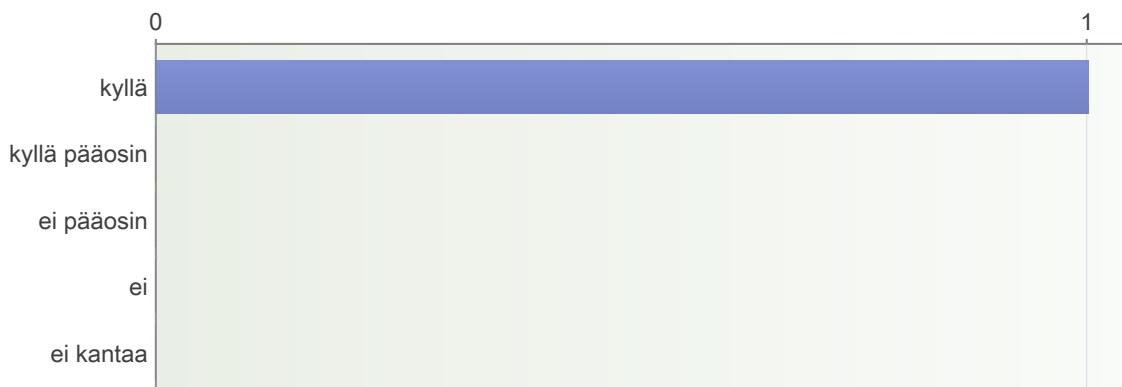 0 1
kyllä
kyllä pääosin
ei pääosin
ei
ei kantaa